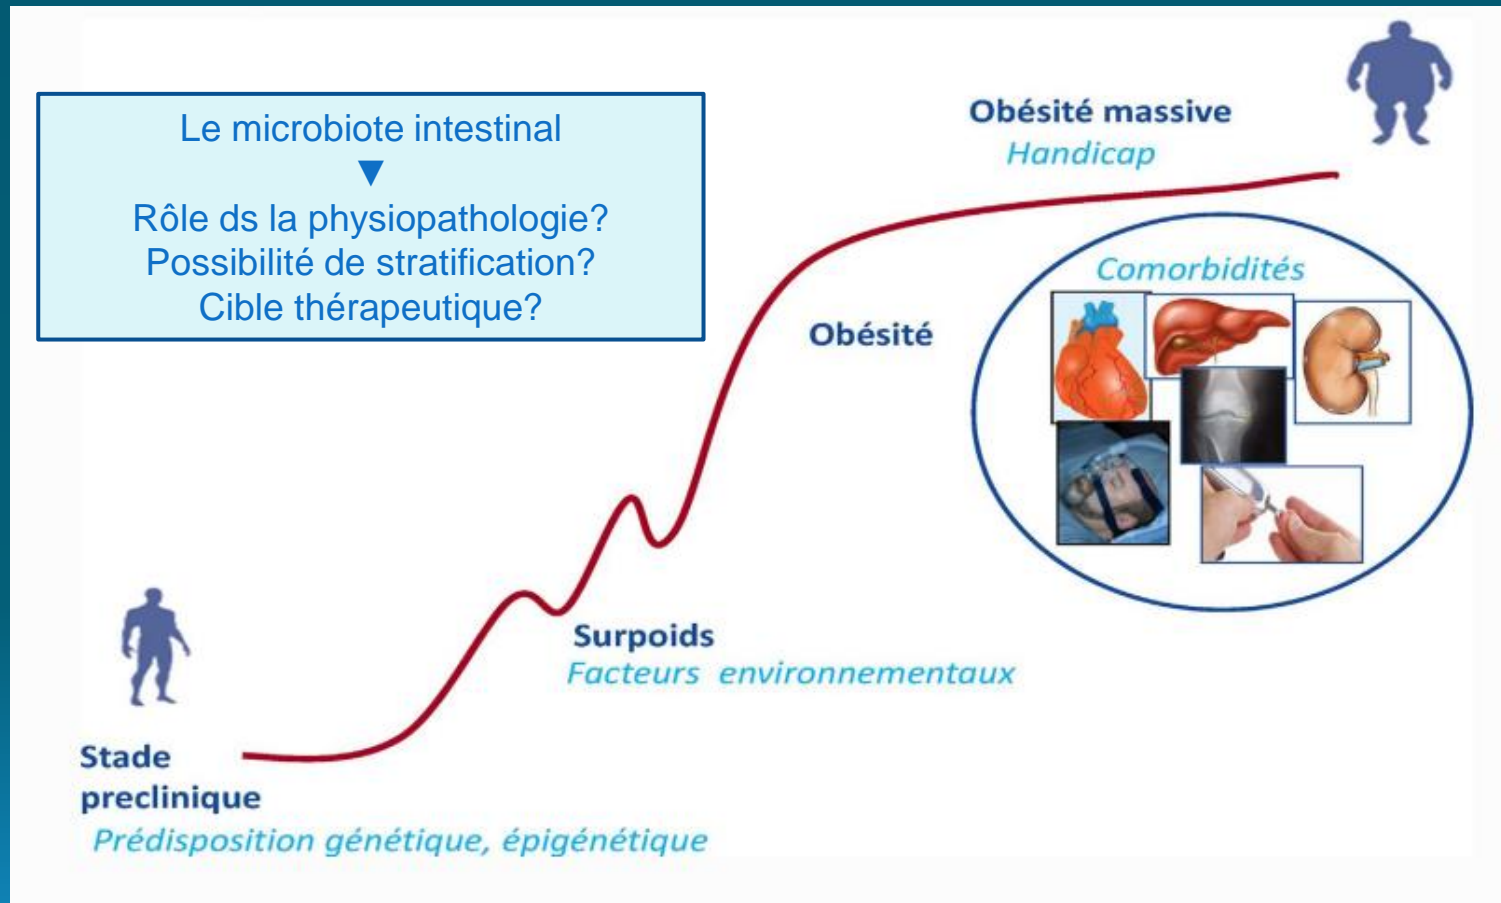 Le microbiote intestinal
▼
Rôle ds la physiopathologie?
Possibilité de stratification?
Cible thérapeutique?
Obésité massive
Handicap
Comorbidités
Obésité
Surpoids
Facteurs environnementaux
Stade
preclinique
Prédisposition génétique, épigénétique